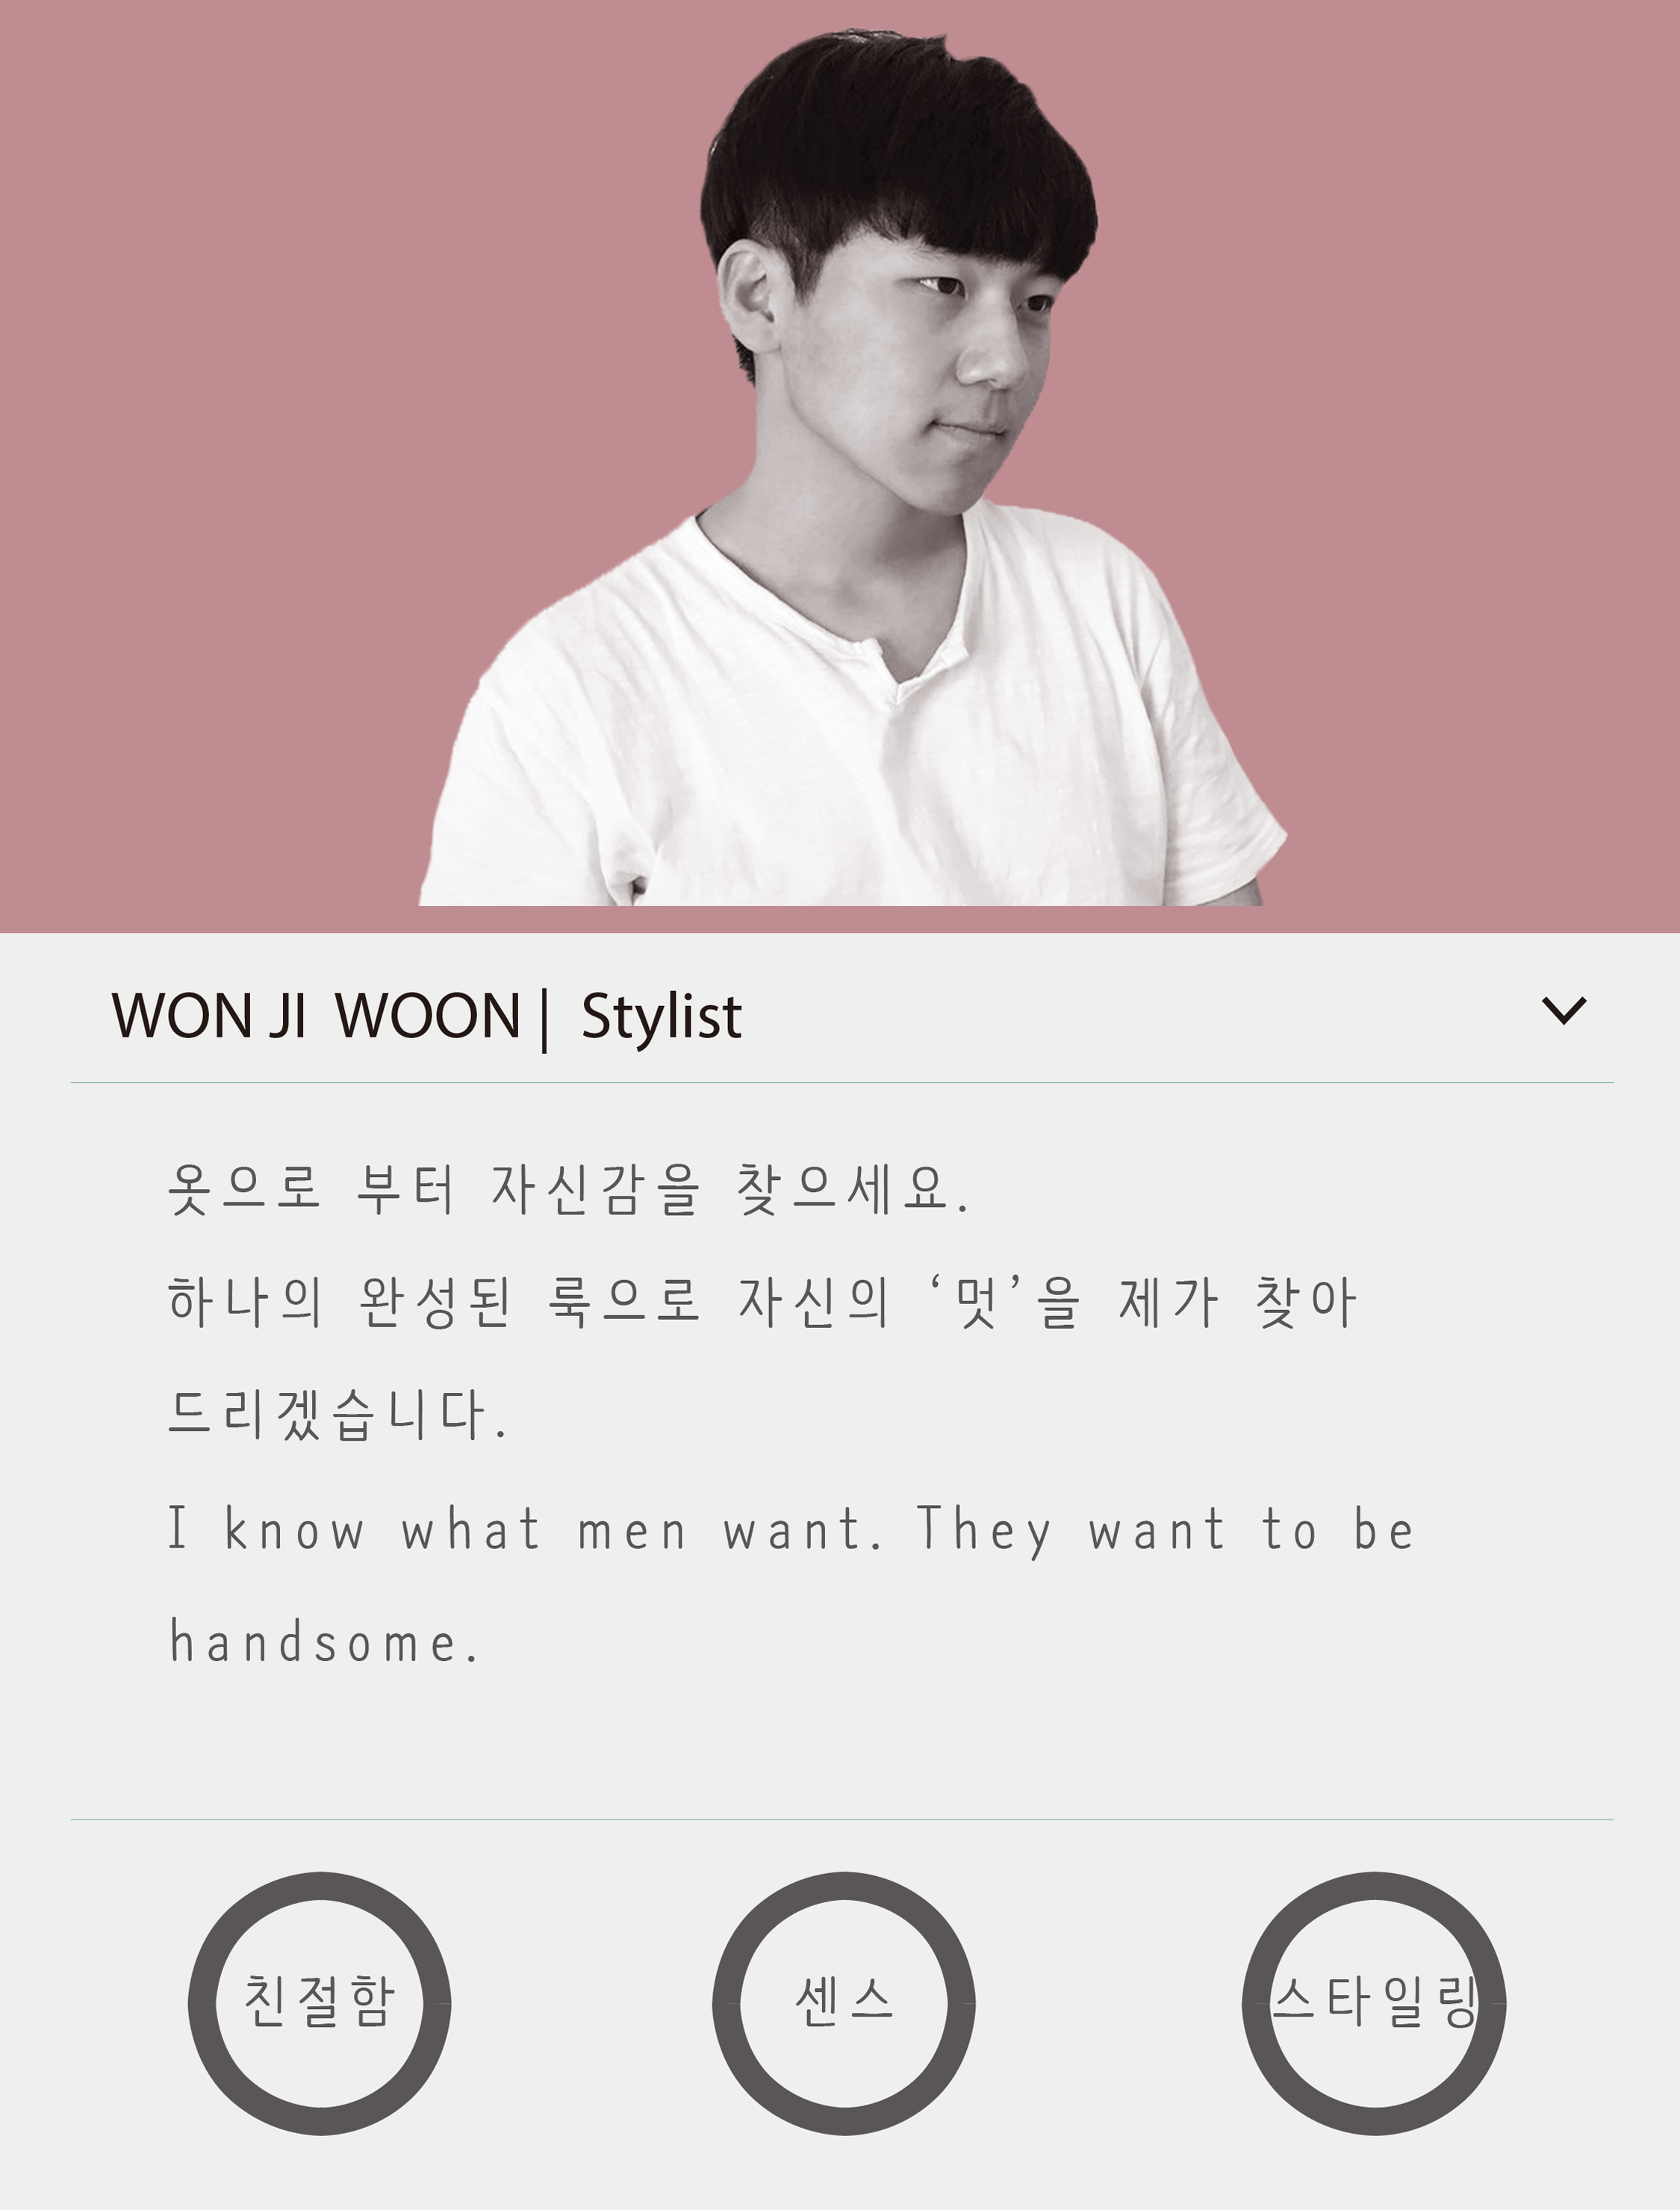 WON JI WOON | Stylist
옷으로 부터 자신감을 찾으세요.
하나의 완성된 룩으로 자신의 ‘멋’을 제가 찾아
드리겠습니다.
I know what men want. They want to be
handsome.
친절함
센스
스타일링